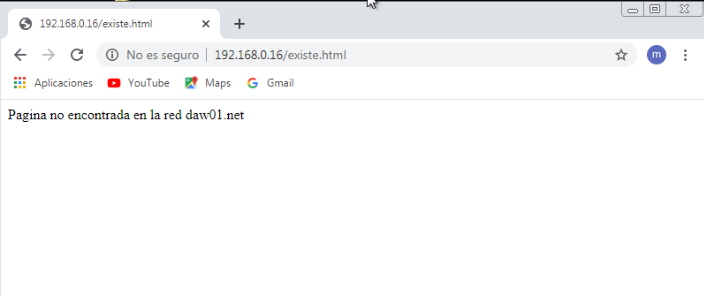 192.168.0.16/existe.html
No es seguro 192.168.0.16/existe.html m
Aplicaciones YouTube Maps G Gmail
Pagina no encontrada en la red daw01.net